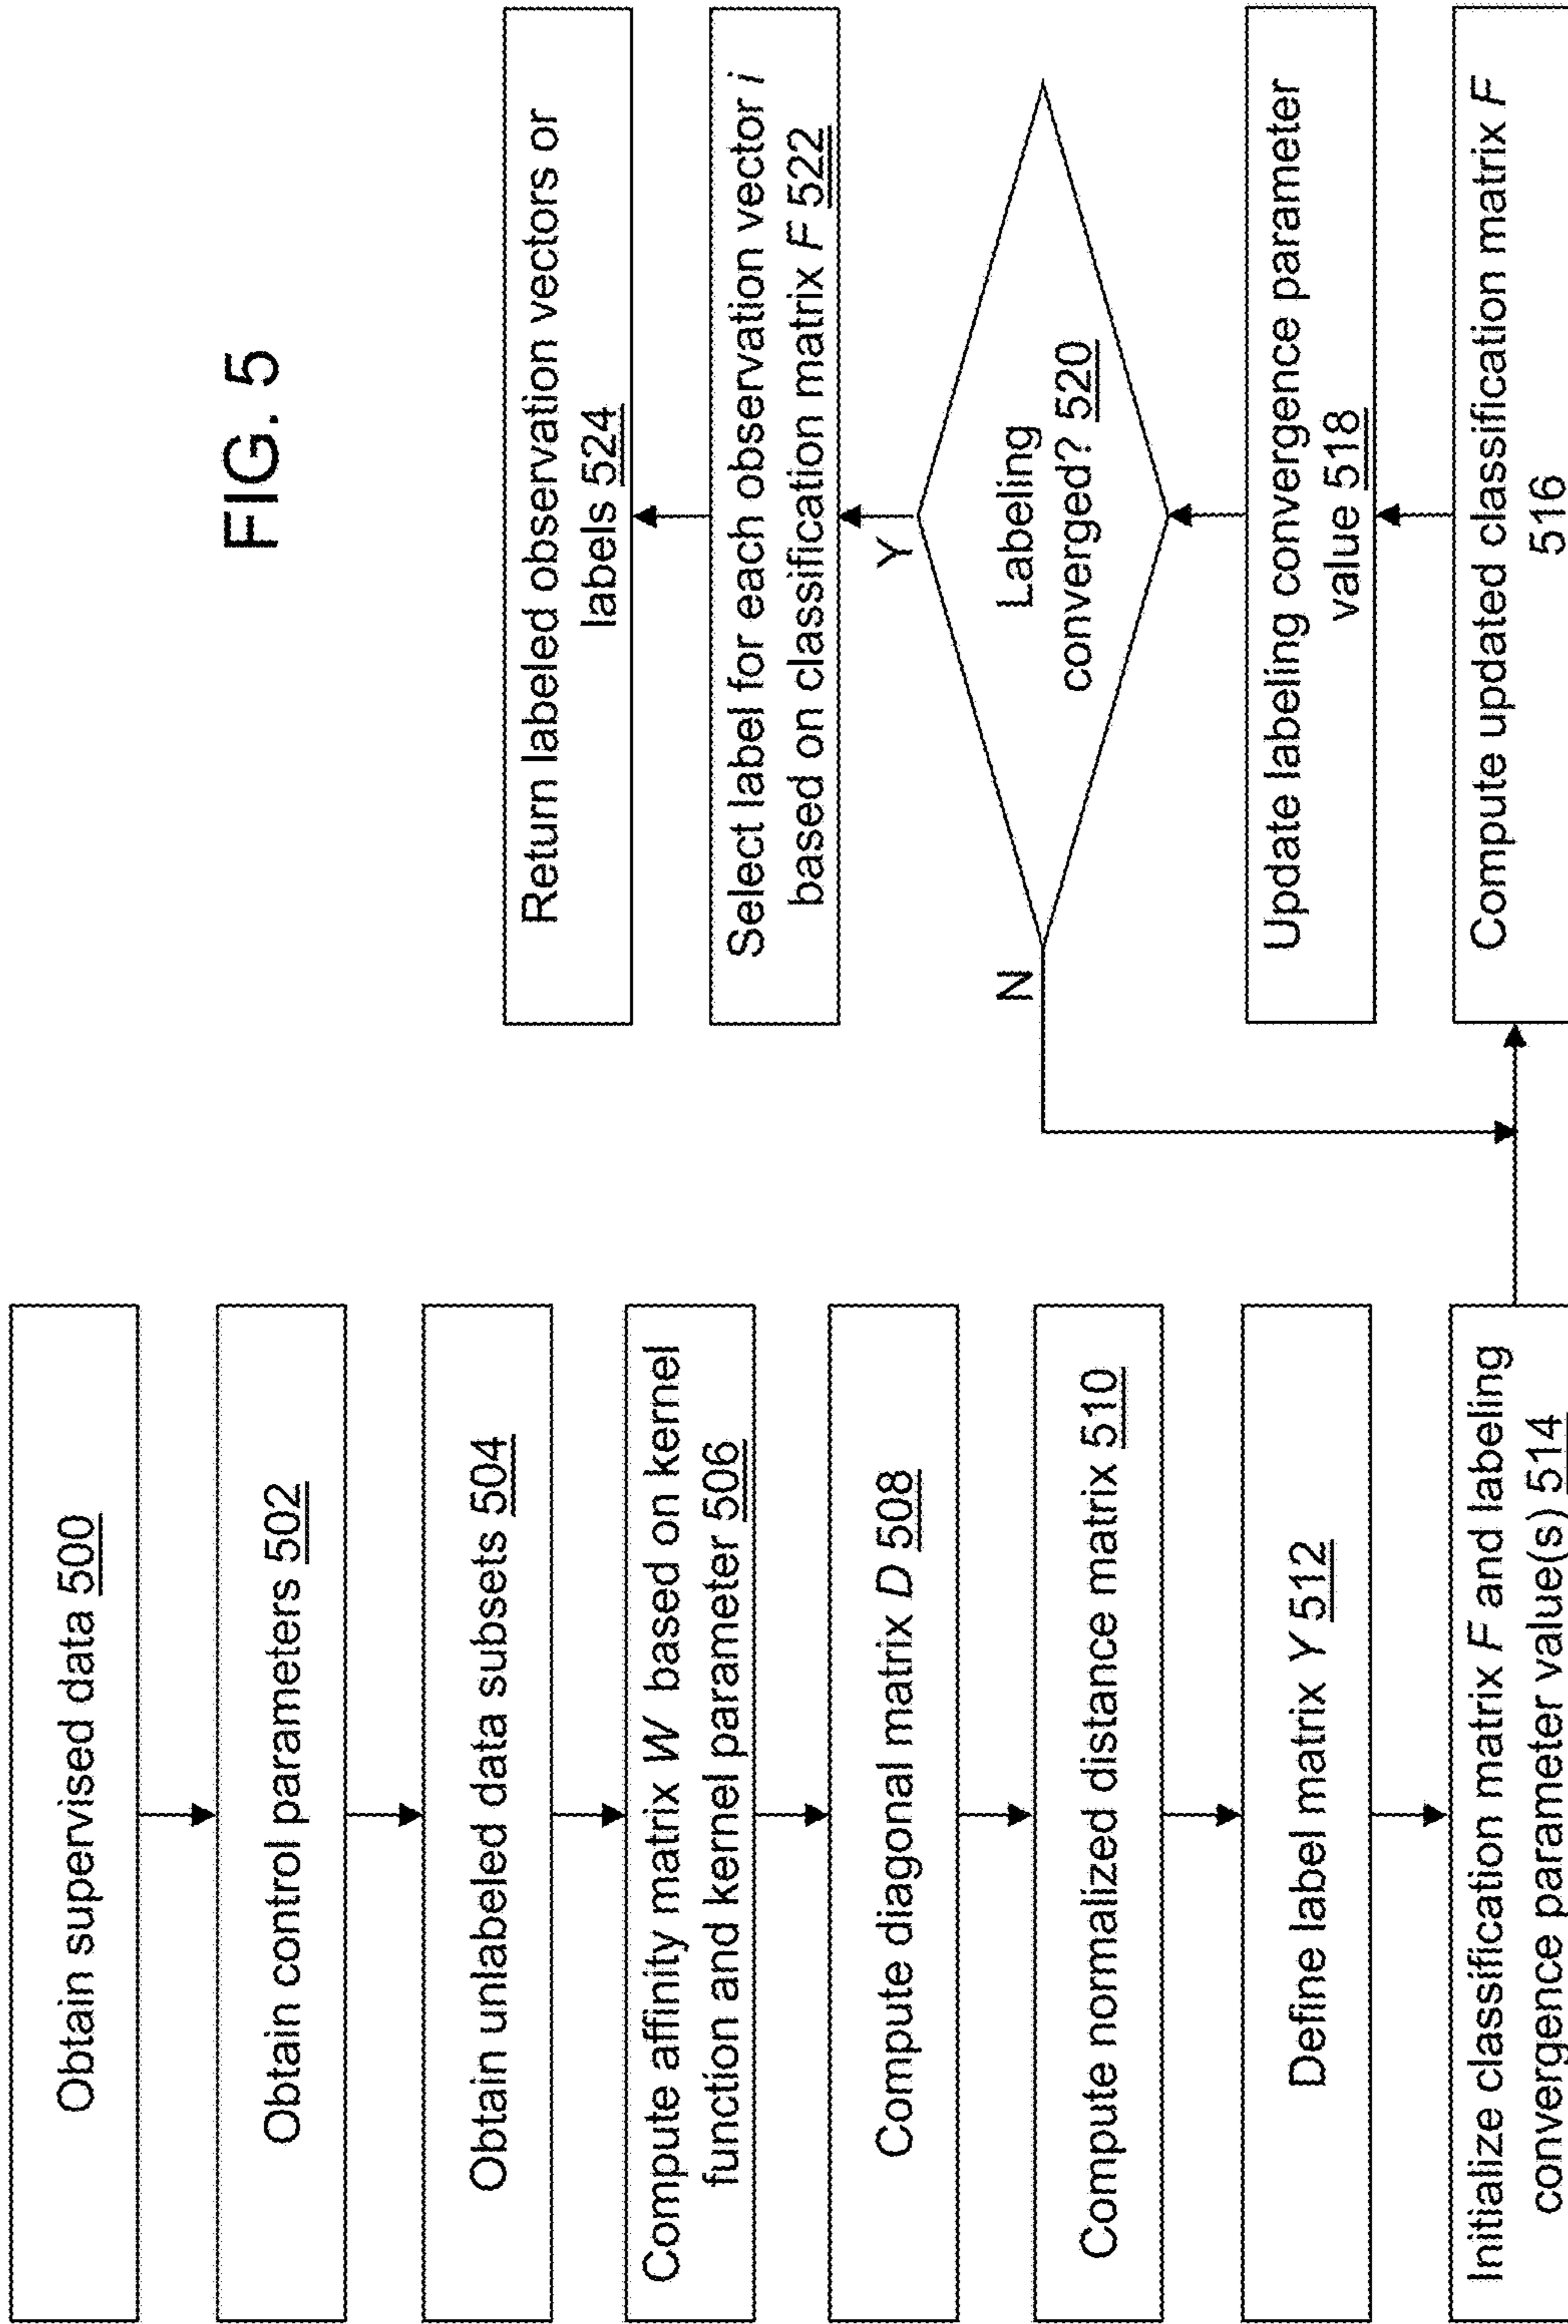 FIG. 5
Obtain supervised data 500
Obtain control parameters 502
Obtain unlabeled data subsets 504
Compute affinity matrix W based on kernel
function and kernel parameter 506
Compute diagonal matrix D 508
Compute normalized distance matrix 510
Define label matrix Y 512
Initialize classification matrix F and labeling
convergence parameter value(s) 514
Compute updated classification matrix F
516
Update labeling convergence parameter
value 518
Labeling
converged? 520
N
Y
Select label for each observation vector i
based on classification matrix F 522
Return labeled observation vectors or
labels 524